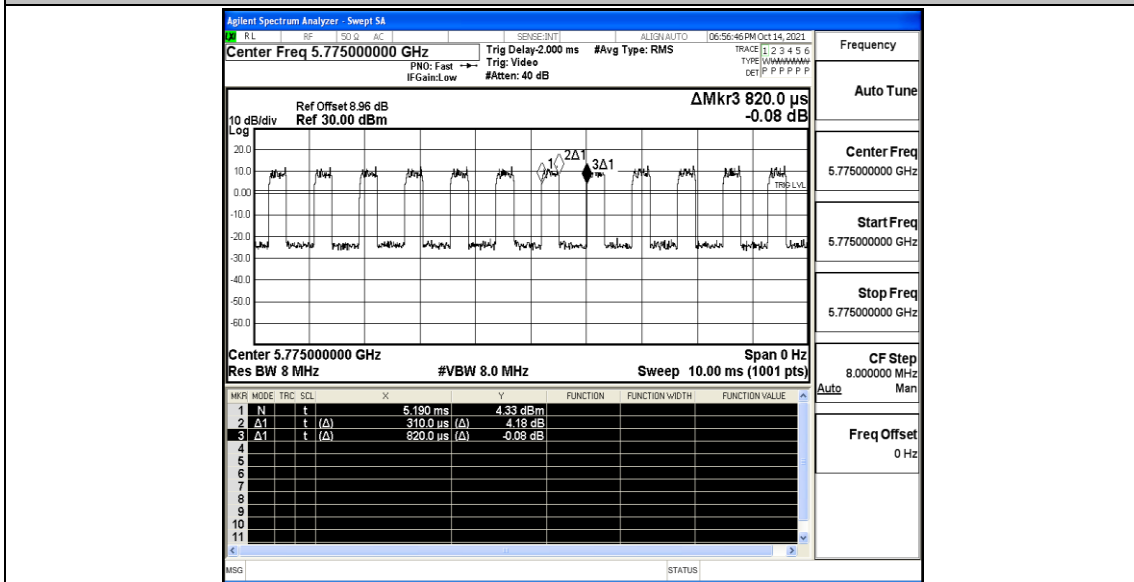 Agilent Spectrum Analyzer - Swept SA
RL RF 50 Ω AC SENSE:INT ALIGN AUTO 06:56:46 PM Oct 14, 2021
Center Freq 5.775000000 GHz
PNO: Fast
IFGain:Low
Trig Delay-2.000 ms
Trig: Video
#Atten: 40 dB
#Avg Type: RMS
TRACE 1 2 3 4 5 6
TYPE WWWWWW
DET P P P P P P
10 dB/div
Log
Ref Offset 8.96 dB
Ref 30.00 dBm
ΔMkr3 820.0 µs
-0.08 dB
20.0
10.0
0.00
-10.0
-20.0
-30.0
-40.0
-50.0
-60.0
1
2Δ1
3Δ1
TRIG LVL
Center 5.775000000 GHz
Span 0 Hz
Res BW 8 MHz
#VBW 8.0 MHz
Sweep 10.00 ms (1001 pts)
MKR MODE TRC SCL X Y FUNCTION FUNCTION WIDTH FUNCTION VALUE
1 N t 5.190 ms 4.33 dBm
2 Δ1 t (Δ) 310.0 µs (Δ) 4.18 dB
3 Δ1 t (Δ) 820.0 µs (Δ) -0.08 dB
4
5
6
7
8
9
10
11
MSG
STATUS
Frequency
Auto Tune
Center Freq
5.775000000 GHz
Start Freq
5.775000000 GHz
Stop Freq
5.775000000 GHz
CF Step
8.000000 MHz
Auto Man
Freq Offset
0 Hz